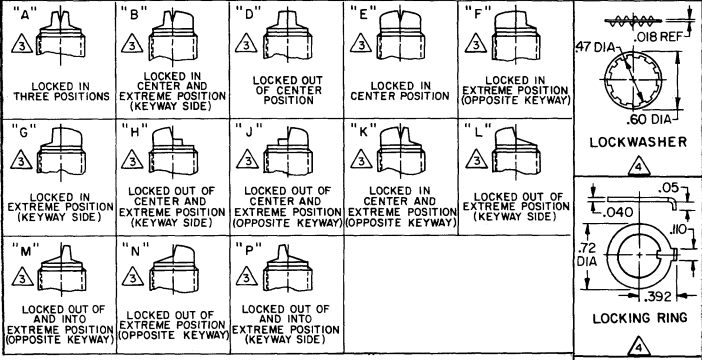 "A"
3
LOCKED IN
THREE POSITIONS
"B"
3
LOCKED IN
CENTER AND
EXTREME POSITION
(KEYWAY SIDE)
"D"
3
LOCKED OUT
OF CENTER
POSITION
"E"
3
LOCKED IN
CENTER POSITION
"F"
3
LOCKED IN
EXTREME POSITION
(OPPOSITE KEYWAY)
"G"
3
LOCKED IN
EXTREME POSITION
(KEYWAY SIDE)
"H"
3
LOCKED OUT OF
CENTER AND
EXTREME POSITION
(KEYWAY SIDE)
"J"
3
LOCKED OUT OF
CENTER AND
EXTREME POSITION
(OPPOSITE KEYWAY)
"K"
3
LOCKED IN
CENTER AND
EXTREME POSITION
(OPPOSITE KEYWAY)
"L"
3
LOCKED OUT OF
EXTREME POSITION
(KEYWAY SIDE)
"M"
3
LOCKED OUT OF
AND INTO
EXTREME POSITION
(OPPOSITE KEYWAY)
"N"
3
LOCKED OUT OF
EXTREME POSITION
(OPPOSITE KEYWAY)
"P"
3
LOCKED OUT OF
AND INTO
EXTREME POSITION
(KEYWAY SIDE)
.018 REF
.47 DIA
.60 DIA
LOCKWASHER
4
.05
.040
.110
.72
DIA
.392
LOCKING RING
4